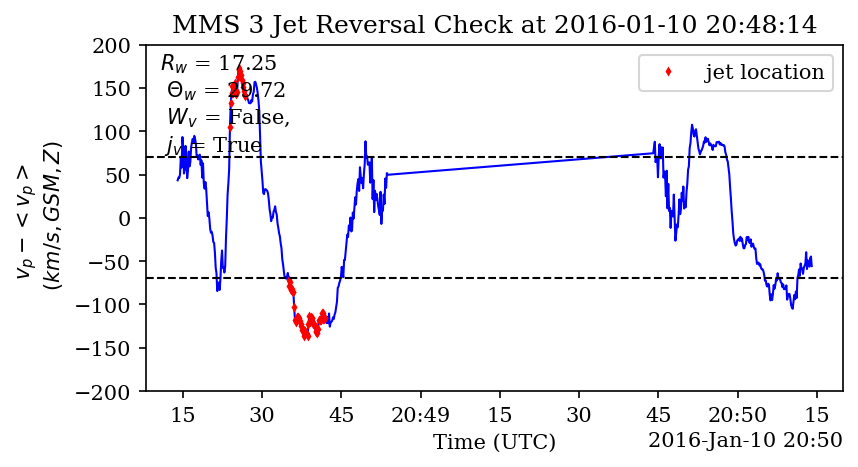 MMS 3 Jet Reversal Check at 2016-01-10 20:48:14
R_w = 17.25
Θ_w = 29.72
W_v = False,
j_v = True
jet location
v_p − < v_p >
(km/s, GSM, Z)
200
150
100
50
0
−50
−100
−150
−200
15 30 45 20:49 15 30 45 20:50 15
Time (UTC)
2016-Jan-10 20:50